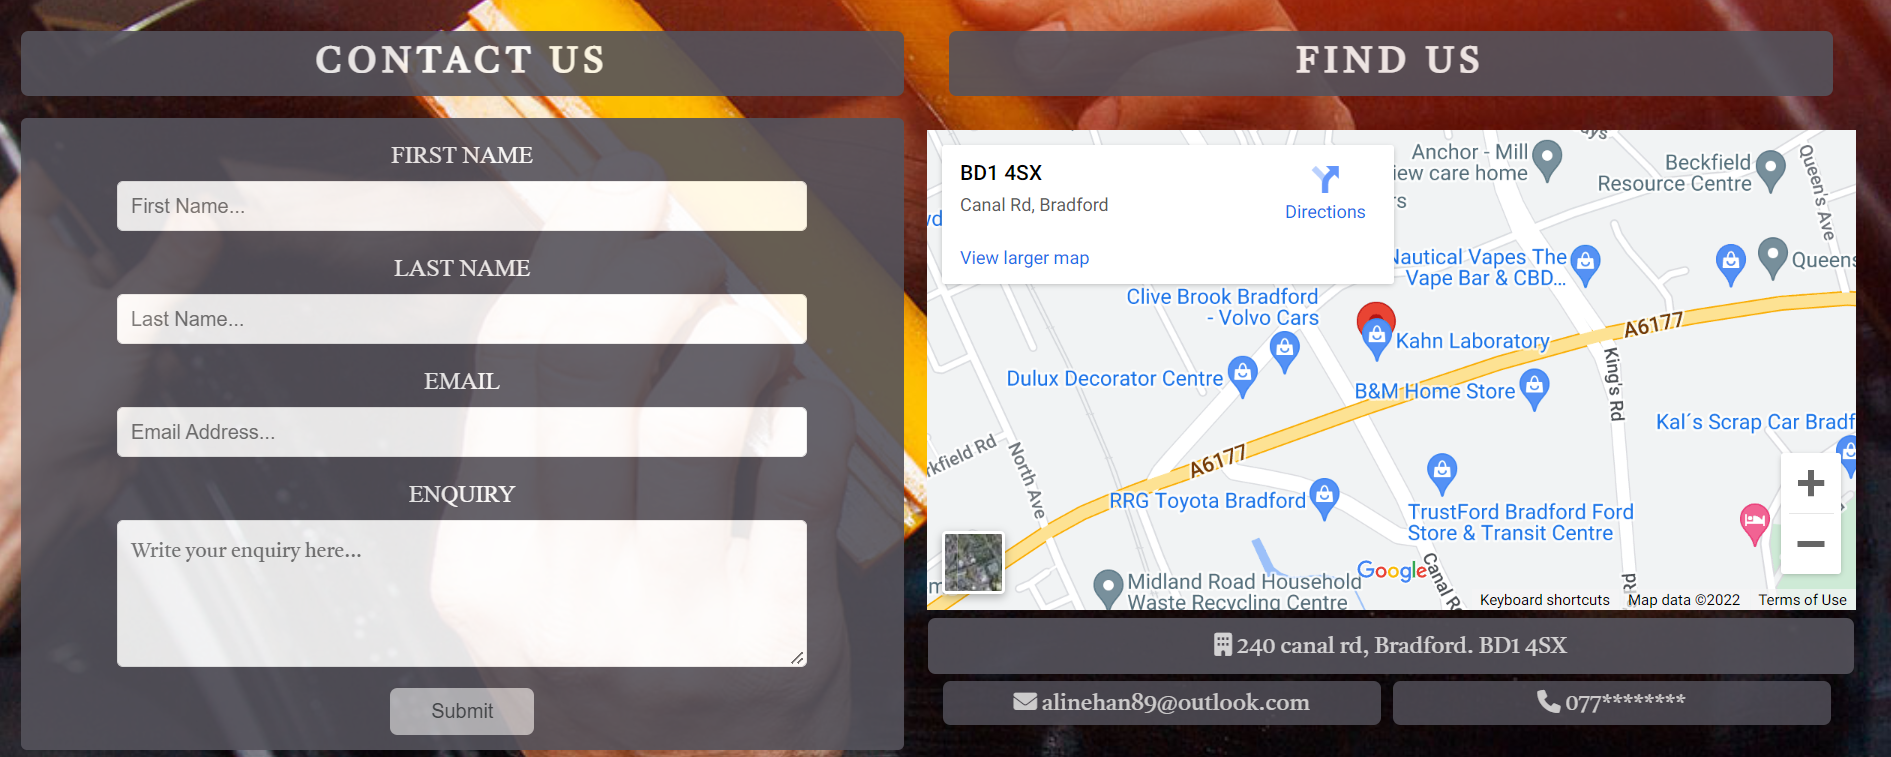 CONTACT US
FIRST NAME
First Name...
LAST NAME
Last Name...
EMAIL
Email Address...
ENQUIRY
Write your enquiry here...
Submit
FIND US
BD1 4SX
Canal Rd, Bradford
Directions
View larger map
Anchor - Mill
iew care home
rs
Beckfield
Resource Centre
Queen's Ave
Nautical Vapes The
Vape Bar & CBD...
Queens
Clive Brook Bradford
- Volvo Cars
A6177
Kahn Laboratory
King's Rd
Dulux Decorator Centre
B&M Home Store
Kal´s Scrap Car Bradf
rkfield Rd
North Ave
A6177
RRG Toyota Bradford
TrustFord Bradford Ford
Store & Transit Centre
Google
Canal R
Midland Road Household
Waste Recycling Centre
Keyboard shortcuts
Map data ©2022
Terms of Use
240 canal rd, Bradford. BD1 4SX
alinehan89@outlook.com
077********